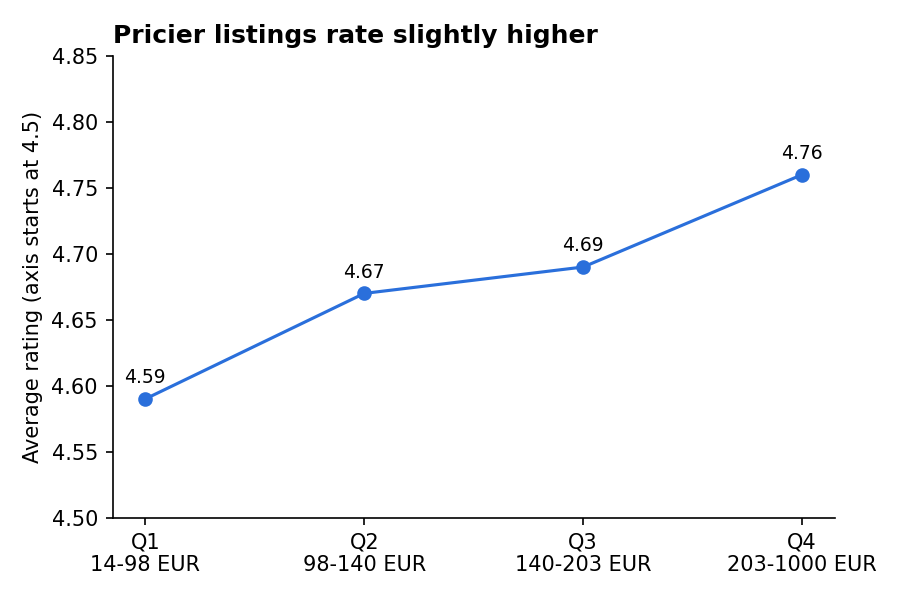 Pricier listings rate slightly higher
Average rating (axis starts at 4.5)
4.85
4.80
4.75
4.70
4.65
4.60
4.55
4.50
4.59
4.67
4.69
4.76
Q1
14-98 EUR
Q2
98-140 EUR
Q3
140-203 EUR
Q4
203-1000 EUR